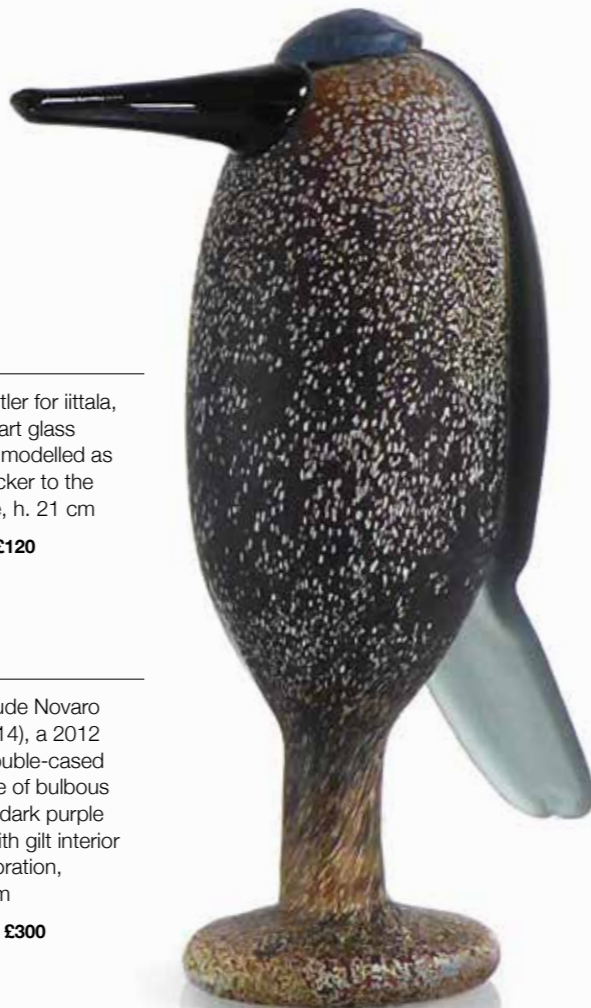 tler for iittala,
art glass
modelled as
cker to the
e, h. 21 cm
£120
ude Novaro
14), a 2012
ouble-cased
e of bulbous
dark purple
ith gilt interior
oration,
m
£300